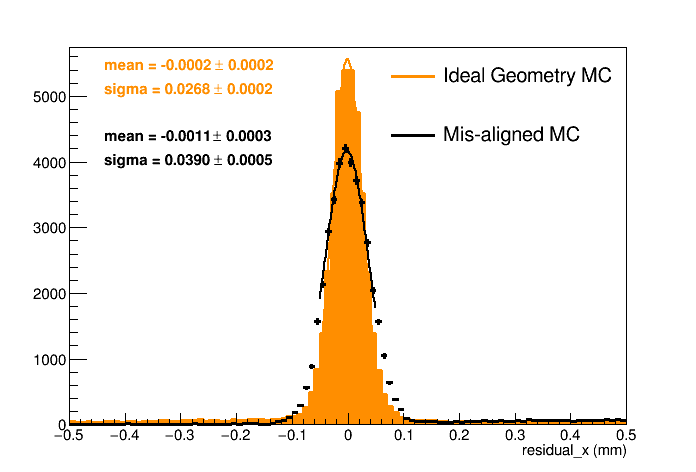 mean = -0.0002 ± 0.0002
sigma = 0.0268 ± 0.0002
Ideal Geometry MC
mean = -0.0011 ± 0.0003
sigma = 0.0390 ± 0.0005
Mis-aligned MC
5000
4000
3000
2000
1000
0
−0.5 −0.4 −0.3 −0.2 −0.1 0 0.1 0.2 0.3 0.4 0.5
residual_x (mm)